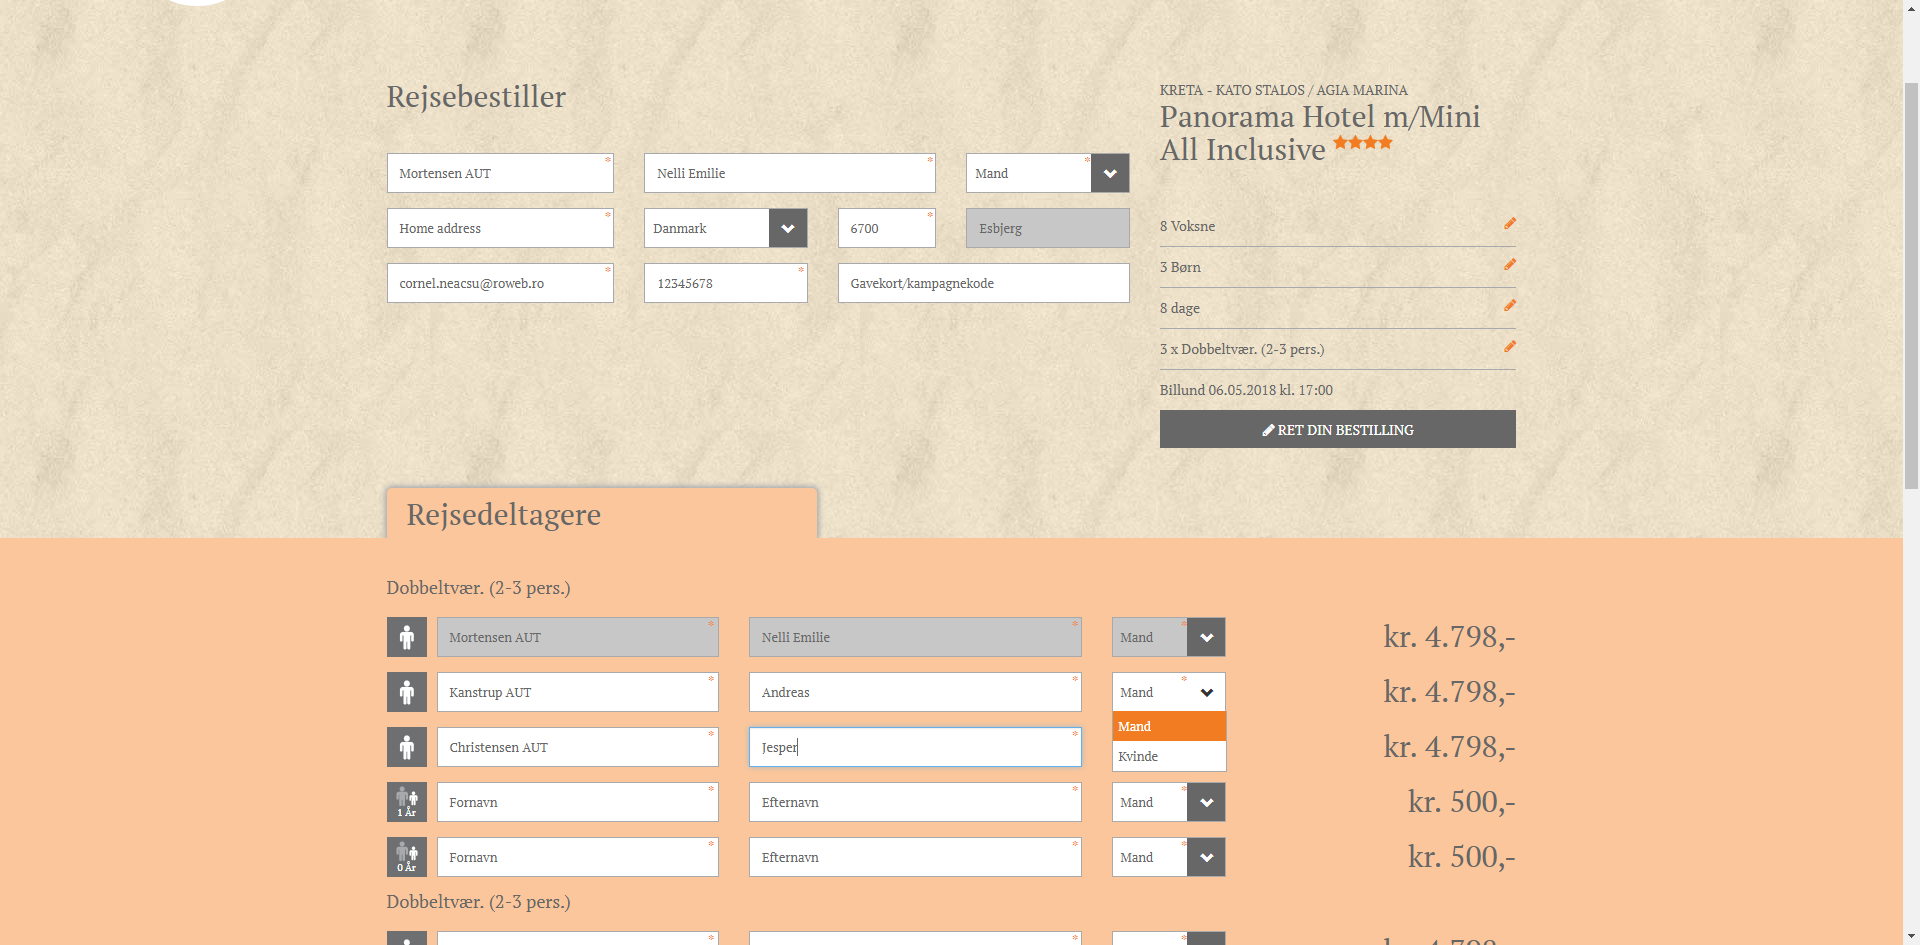 Rejsebestiller
Mortensen AUT * Nelli Emilie * Mand *
Home address * Danmark 6700 * Esbjerg
cornel.neacsu@roweb.ro * 12345678 * Gavekort/kampagnekode
KRETA - KATO STALOS / AGIA MARINA
Panorama Hotel m/Mini
All Inclusive
8 Voksne
3 Børn
8 dage
3 x Dobbeltvær. (2-3 pers.)
Billund 06.05.2018 kl. 17:00
RET DIN BESTILLING
Rejsedeltagere
Dobbeltvær. (2-3 pers.)
Mortensen AUT * Nelli Emilie * Mand * kr. 4.798,-
Kanstrup AUT * Andreas * Mand * kr. 4.798,-
Mand
Christensen AUT * Jesper * kr. 4.798,-
Kvinde
1 År Fornavn * Efternavn * Mand * kr. 500,-
0 År Fornavn * Efternavn * Mand * kr. 500,-
Dobbeltvær. (2-3 pers.)
* * *